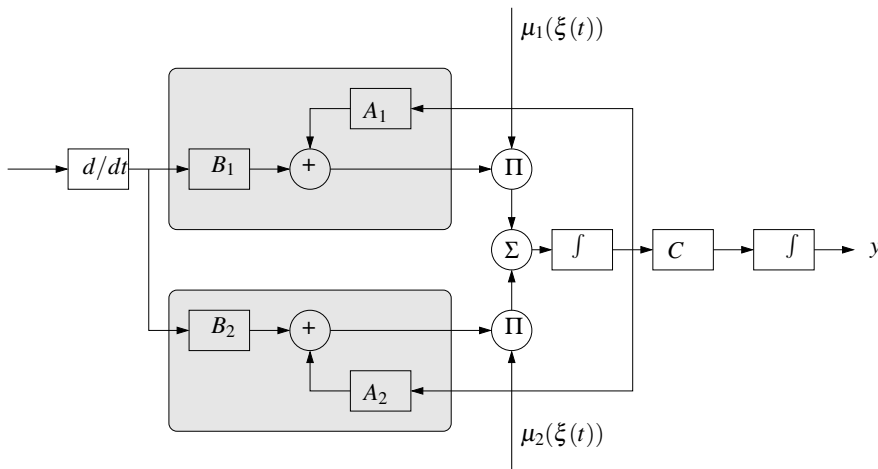 μ₁(ξ(t))
A₁
d/dt
B₁
+
Π
Σ
∫
C
∫
y
B₂
+
Π
A₂
μ₂(ξ(t))